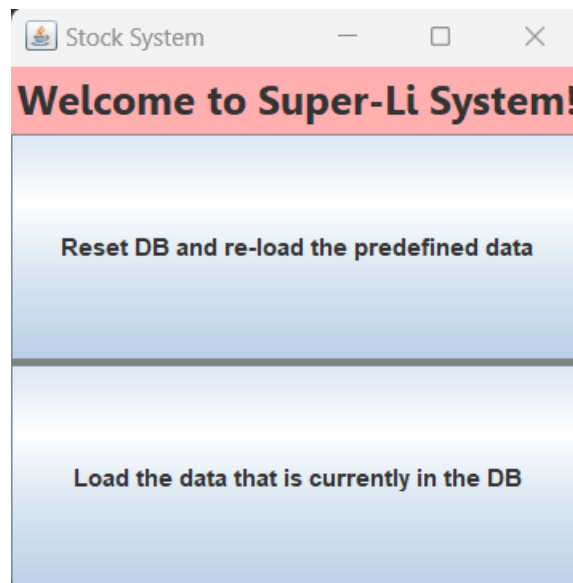 Stock System
Welcome to Super-Li System!
Reset DB and re-load the predefined data
Load the data that is currently in the DB